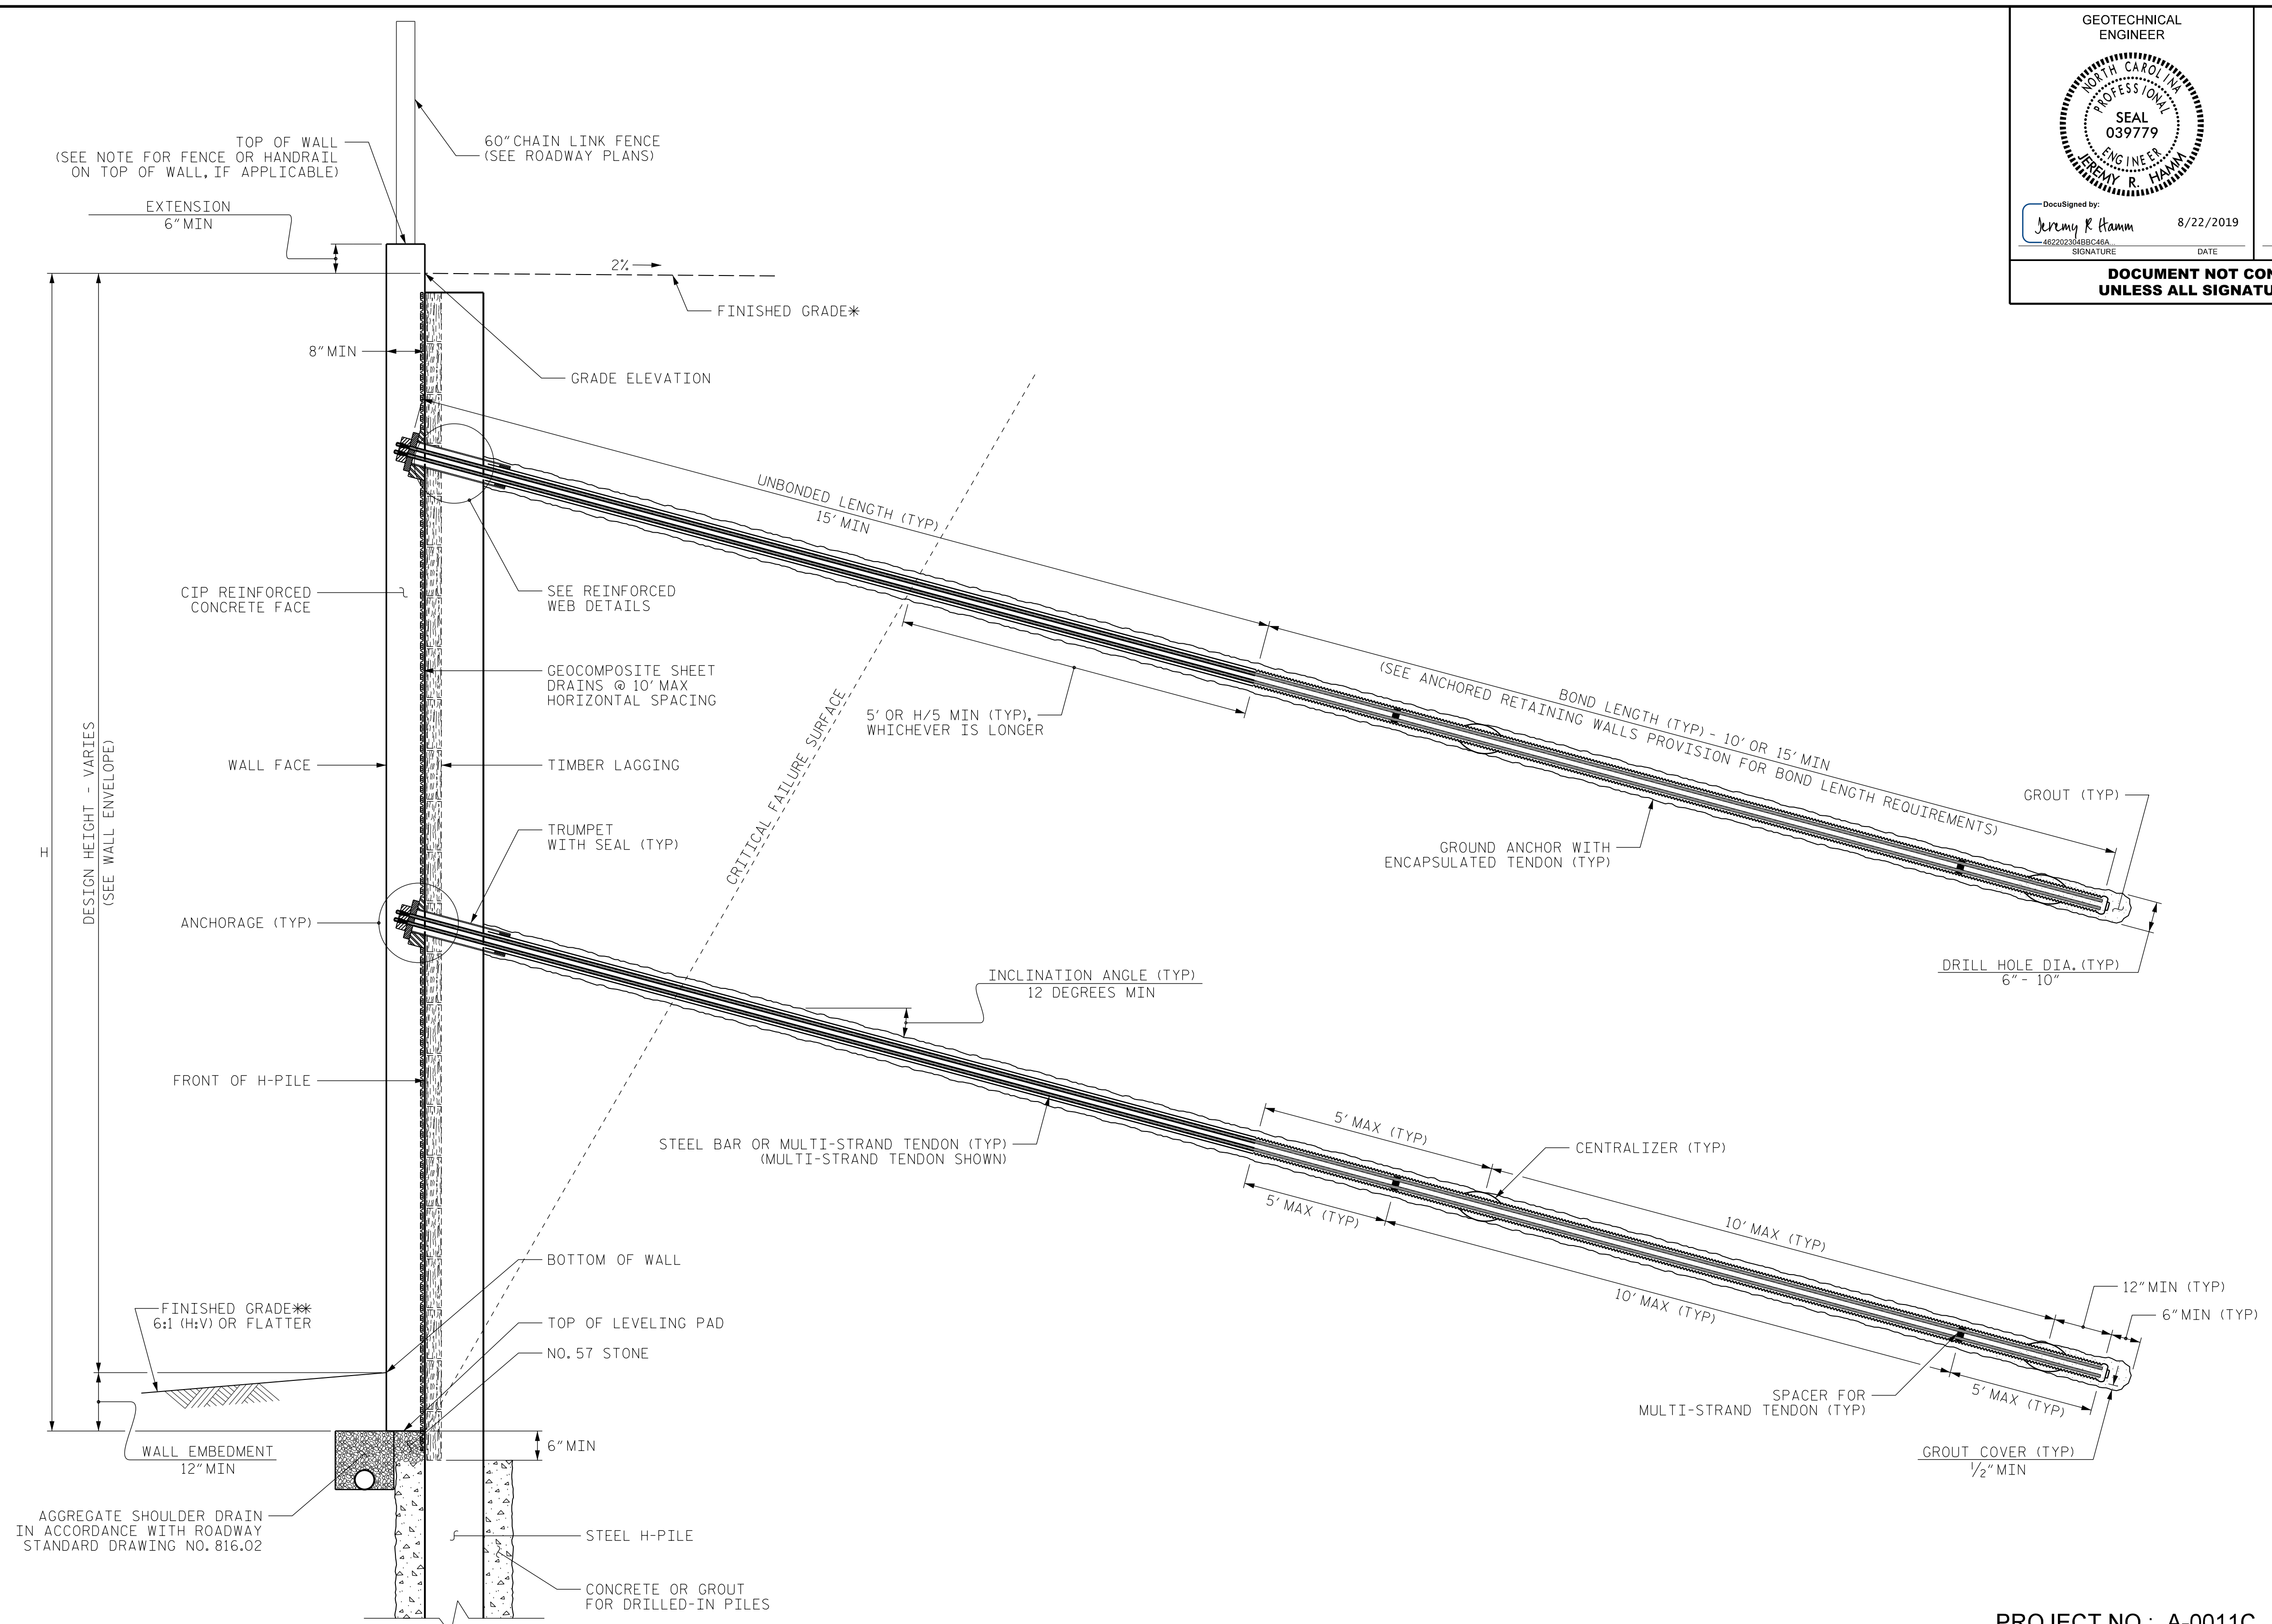 GEOTECHNICAL
ENGINEER
NORTH CAROLINA
PROFESSIONAL
SEAL
039779
ENGINEER
JEREMY R. HAMM
DocuSigned by:
Jeremy R Hamm
8/22/2019
462202304BBC46A...
SIGNATURE
DATE
DOCUMENT NOT CON
UNLESS ALL SIGNATU
TOP OF WALL
(SEE NOTE FOR FENCE OR HANDRAIL
ON TOP OF WALL, IF APPLICABLE)
60" CHAIN LINK FENCE
(SEE ROADWAY PLANS)
EXTENSION
6" MIN
2%
FINISHED GRADE*
8" MIN
GRADE ELEVATION
UNBONDED LENGTH (TYP)
15' MIN
CIP REINFORCED
CONCRETE FACE
SEE REINFORCED
WEB DETAILS
GEOCOMPOSITE SHEET
DRAINS @ 10' MAX
HORIZONTAL SPACING
5' OR H/5 MIN (TYP),
WHICHEVER IS LONGER
BOND LENGTH (TYP) - 10' OR 15' MIN
(SEE ANCHORED RETAINING WALLS PROVISION FOR BOND LENGTH REQUIREMENTS)
WALL FACE
TIMBER LAGGING
CRITICAL FAILURE SURFACE
GROUT (TYP)
H
DESIGN HEIGHT - VARIES
(SEE WALL ENVELOPE)
TRUMPET
WITH SEAL (TYP)
GROUND ANCHOR WITH
ENCAPSULATED TENDON (TYP)
ANCHORAGE (TYP)
DRILL HOLE DIA. (TYP)
6" - 10"
INCLINATION ANGLE (TYP)
12 DEGREES MIN
FRONT OF H-PILE
STEEL BAR OR MULTI-STRAND TENDON (TYP)
(MULTI-STRAND TENDON SHOWN)
5' MAX (TYP)
CENTRALIZER (TYP)
5' MAX (TYP)
10' MAX (TYP)
10' MAX (TYP)
12" MIN (TYP)
6" MIN (TYP)
BOTTOM OF WALL
FINISHED GRADE**
6:1 (H:V) OR FLATTER
TOP OF LEVELING PAD
NO. 57 STONE
SPACER FOR
MULTI-STRAND TENDON (TYP)
5' MAX (TYP)
WALL EMBEDMENT
12" MIN
6" MIN
GROUT COVER (TYP)
1/2" MIN
AGGREGATE SHOULDER DRAIN
IN ACCORDANCE WITH ROADWAY
STANDARD DRAWING NO. 816.02
STEEL H-PILE
CONCRETE OR GROUT
FOR DRILLED-IN PILES
PROJECT NO.: A-0011C